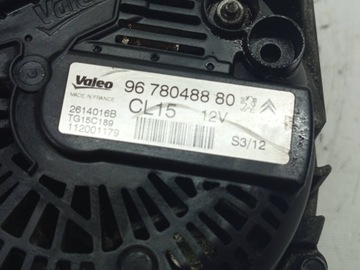 Valeo 96 780488 80
MADE IN FRANCE CL15 12V
2614016B
TG15C189
112001179 S3/12